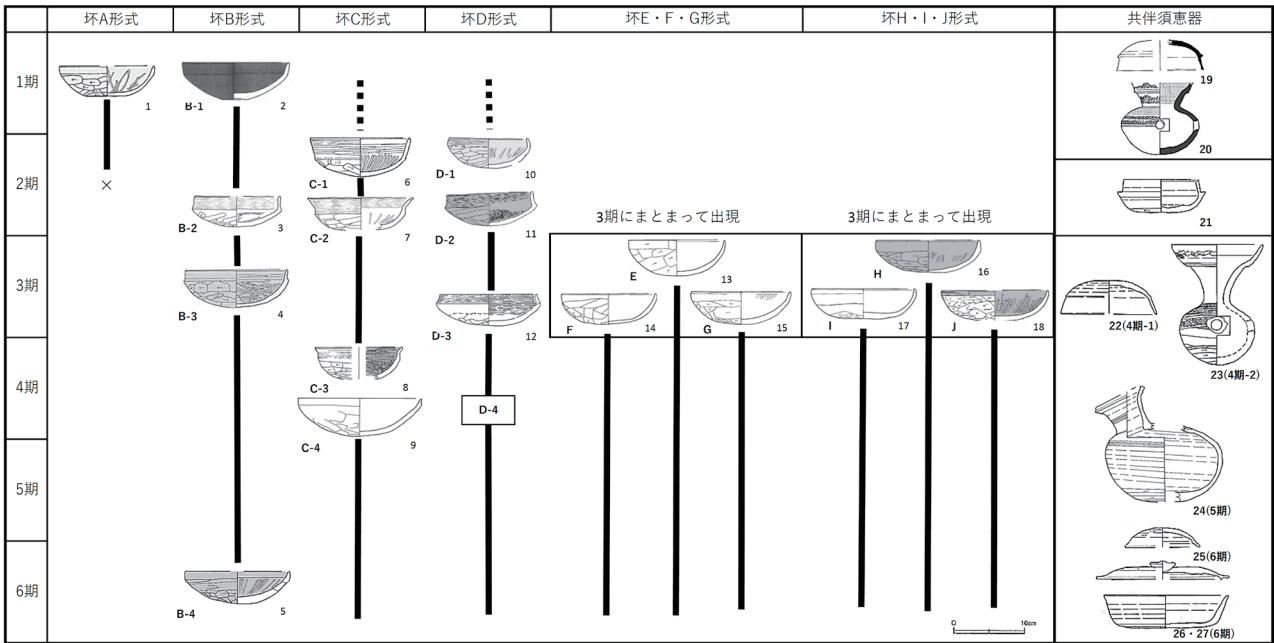 坏A形式 坏B形式 坏C形式 坏D形式 坏E・F・G形式 坏H・I・J形式 共伴須恵器
1期
1
B-1 2
19
20
2期
×
C-1 6
D-1 10
B-2 3
C-2 7
D-2 11
21
3期にまとまって出現 3期にまとまって出現
3期
E 13
H 16
B-3 4
D-3 12
F 14
G 15
I 17
J 18
22(4期-1)
23(4期-2)
4期
C-3 8
C-4 9
D-4
5期
24(5期)
25(6期)
6期
B-4 5
0 10cm
26・27(6期)